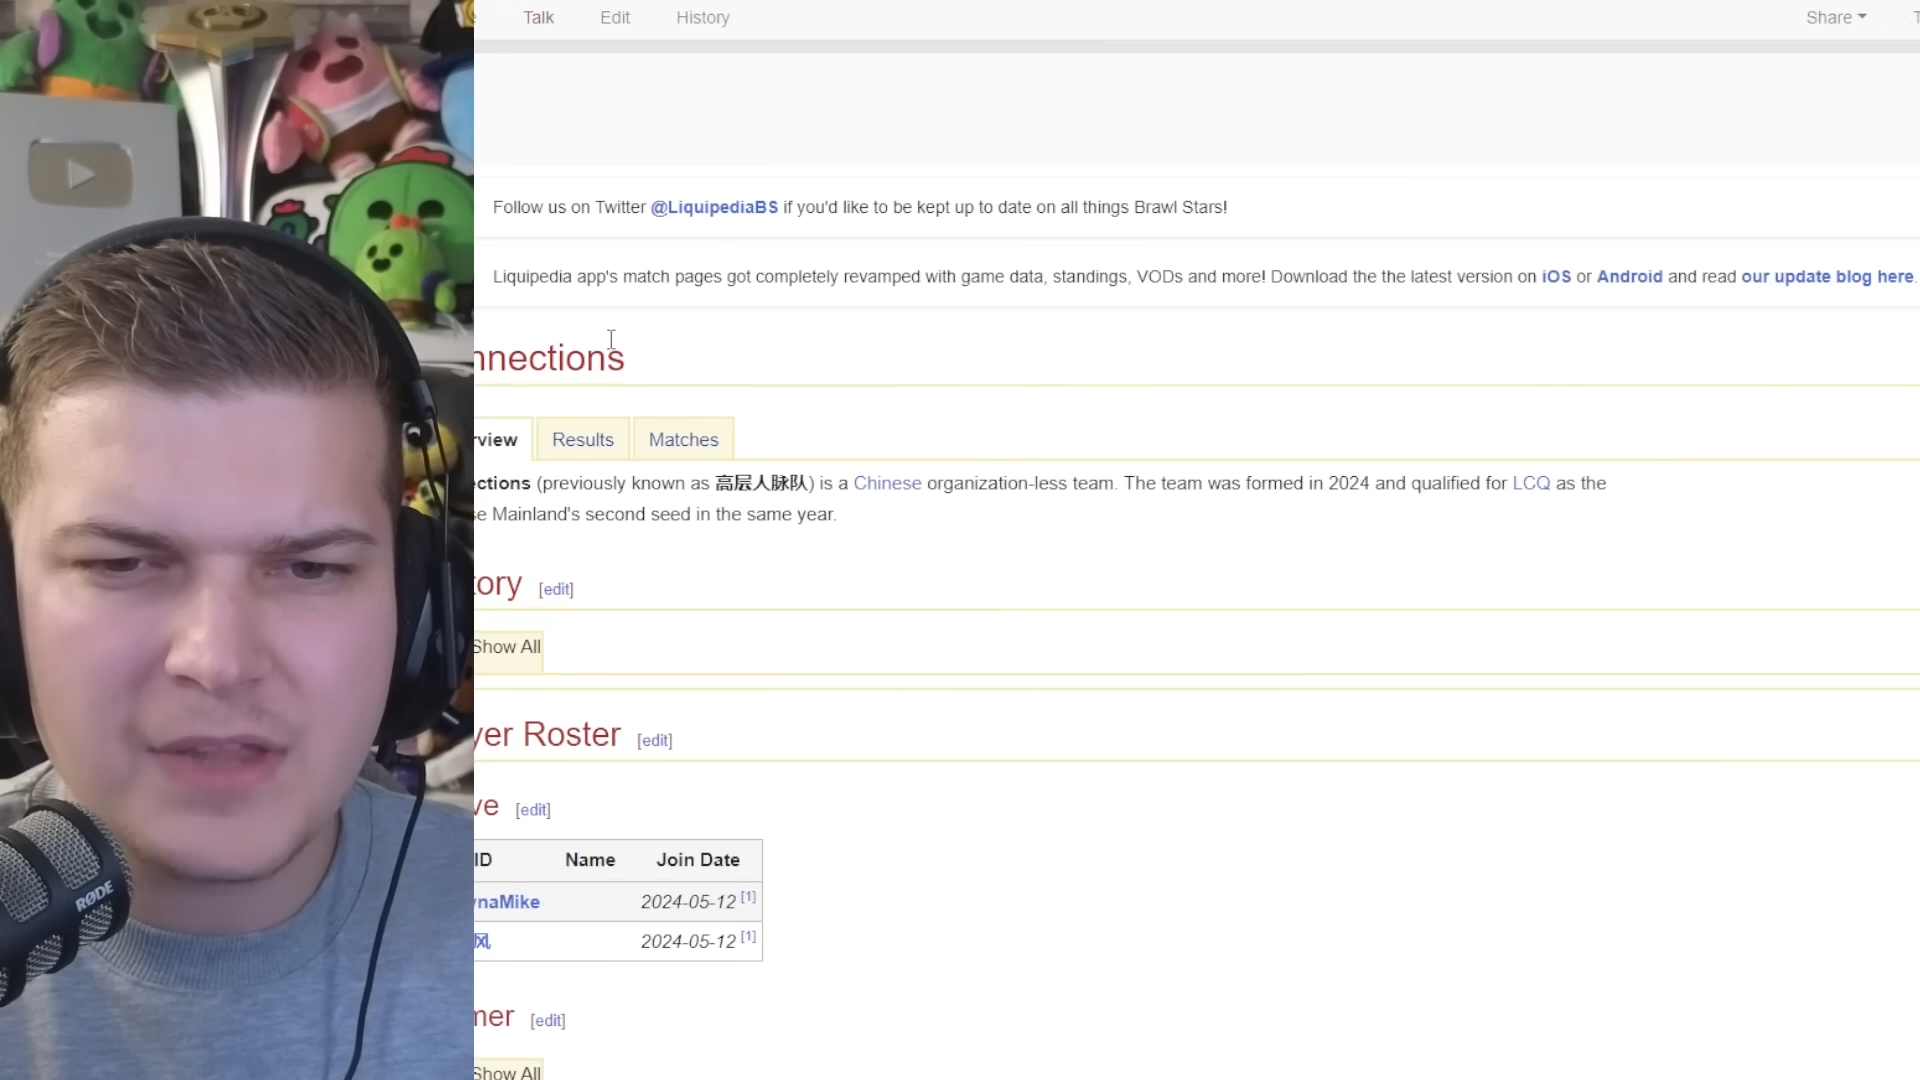 Talk Edit History Share
Follow us on Twitter @LiquipediaBS if you'd like to be kept up to date on all things Brawl Stars!
Liquipedia app's match pages got completely revamped with game data, standings, VODs and more! Download the the latest version on iOS or Android and read our update blog here.
nnections
rview Results Matches
ctions (previously known as 高层人脉队) is a Chinese organization-less team. The team was formed in 2024 and qualified for LCQ as the
e Mainland's second seed in the same year.
tory [edit]
Show All
yer Roster [edit]
ve [edit]
ID Name Join Date
naMike 2024-05-12 [1]
风 2024-05-12 [1]
mer [edit]
Show All
RØDE